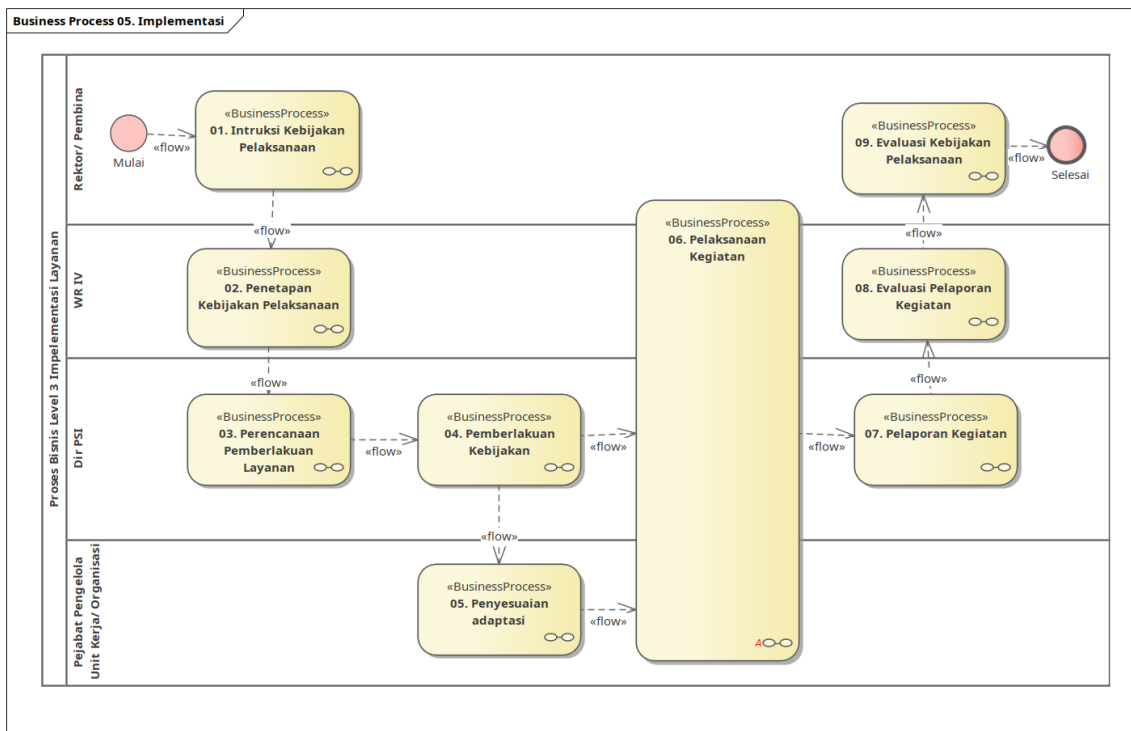 Business Process 05. Implementasi
Proses Bisnis Level 3 Impelementasi Layanan
Rektor/ Pembina
Mulai
«flow»
«BusinessProcess»
01. Intruksi Kebijakan
Pelaksanaan
«flow»
«BusinessProcess»
09. Evaluasi Kebijakan
Pelaksanaan
«flow»
Selesai
WR IV
«BusinessProcess»
02. Penetapan
Kebijakan Pelaksanaan
«flow»
«BusinessProcess»
06. Pelaksanaan
Kegiatan
A
«flow»
«BusinessProcess»
08. Evaluasi Pelaporan
Kegiatan
Dir PSI
«BusinessProcess»
03. Perencanaan
Pemberlakuan
Layanan
«flow»
«BusinessProcess»
04. Pemberlakuan
Kebijakan
«flow»
«flow»
«flow»
«BusinessProcess»
07. Pelaporan Kegiatan
«flow»
Pejabat Pengelola
Unit Kerja/ Organisasi
«BusinessProcess»
05. Penyesuaian
adaptasi
«flow»